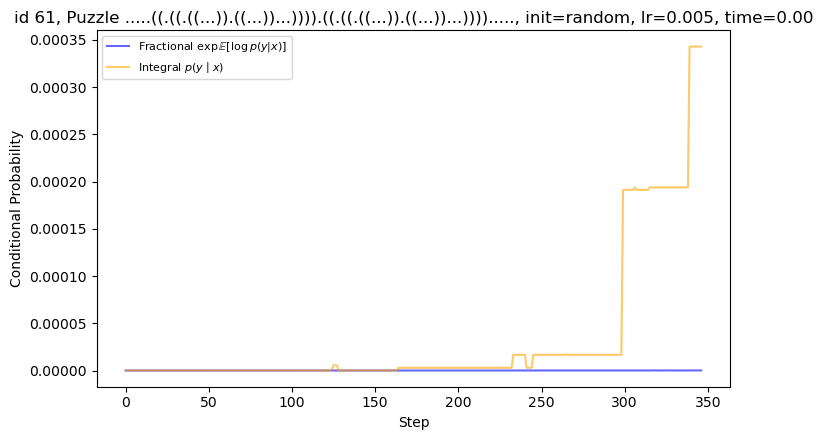 id 61, Puzzle .....((.((.((...)).((...))...)))).((.((.((...)).((...))...))))....., init=random, lr=0.005, time=0.00
Fractional exp𝔼[log p(y|x)]
Integral p(y | x)
Conditional Probability
0.00035
0.00030
0.00025
0.00020
0.00015
0.00010
0.00005
0.00000
0 50 100 150 200 250 300 350
Step